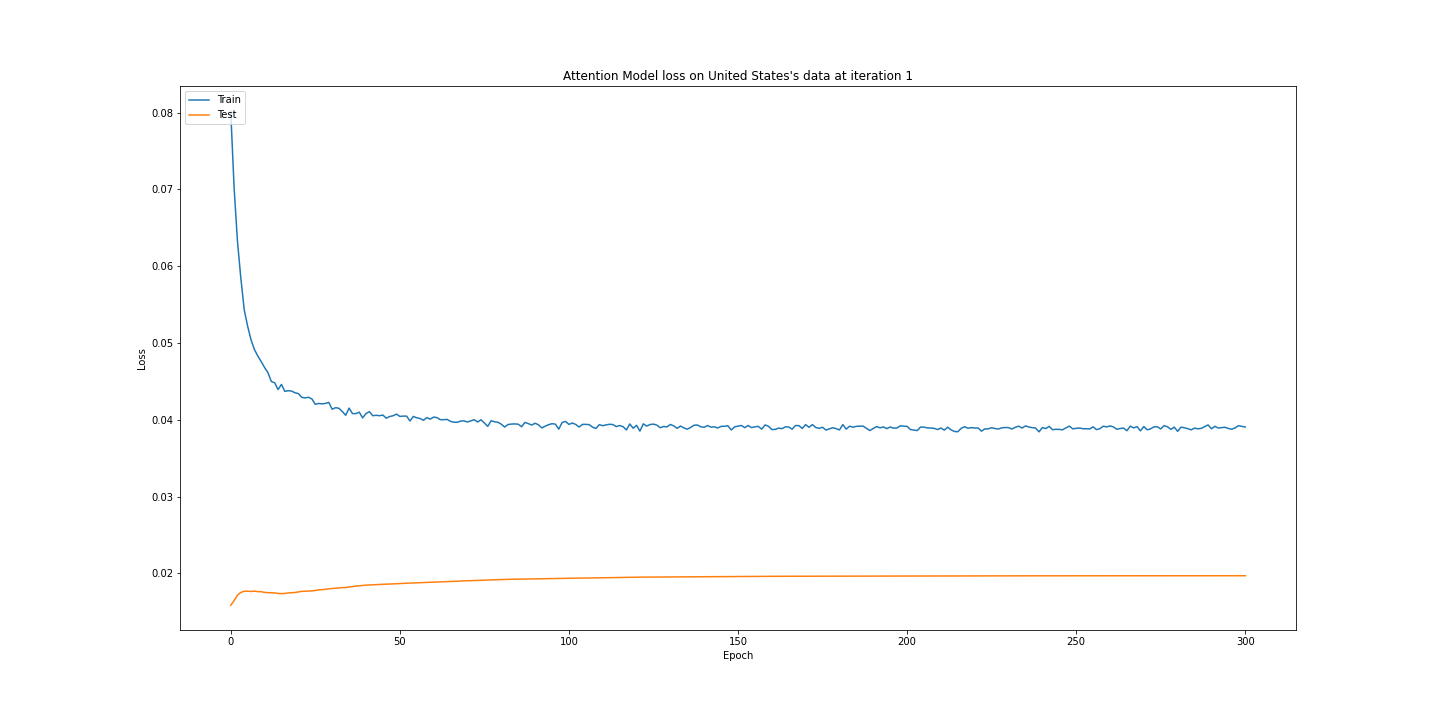 Attention Model loss on United States's data at iteration 1
Train
Test
0.08
0.07
0.06
0.05
0.04
0.03
0.02
Loss
0 50 100 150 200 250 300
Epoch